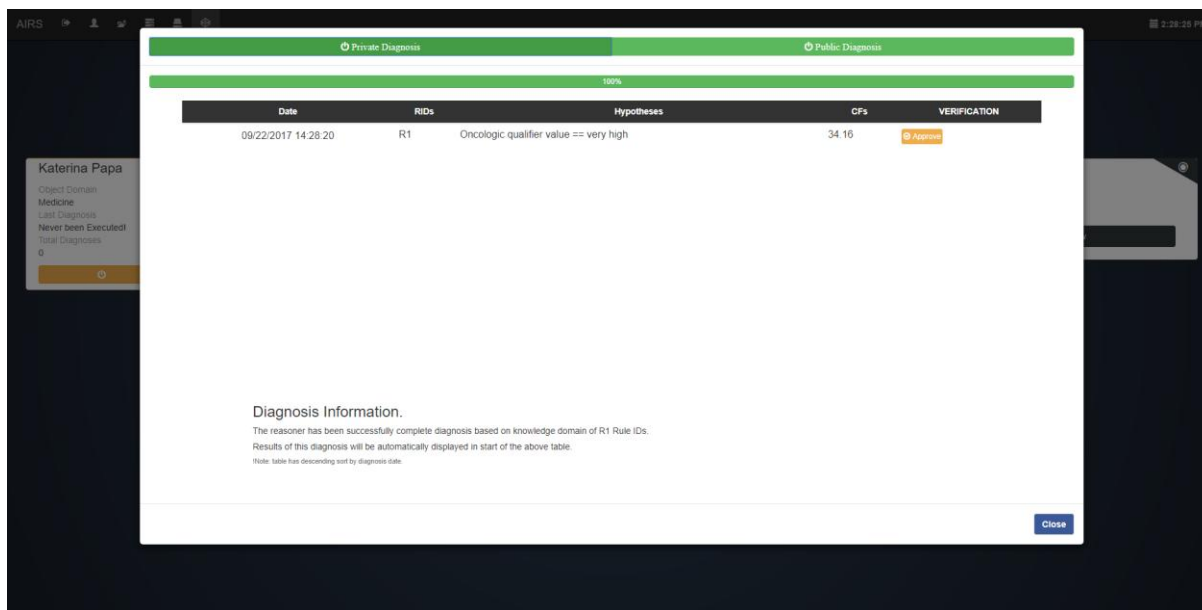 AIRS
2:28:26 PM
Private Diagnosis
Public Diagnosis
100%
Date RIDs Hypotheses CFs VERIFICATION
09/22/2017 14:28:20 R1 Oncologic qualifier value == very high 34.16 Approve
Katerina Papa
Object Domain
Medicine
Last Diagnosis
Never been Executed!
Total Diagnoses
0
Diagnosis Information.
The reasoner has been successfully complete diagnosis based on knowledge domain of R1 Rule IDs.
Results of this diagnosis will be automatically displayed in start of the above table.
!Note: table has descending sort by diagnosis date
Close